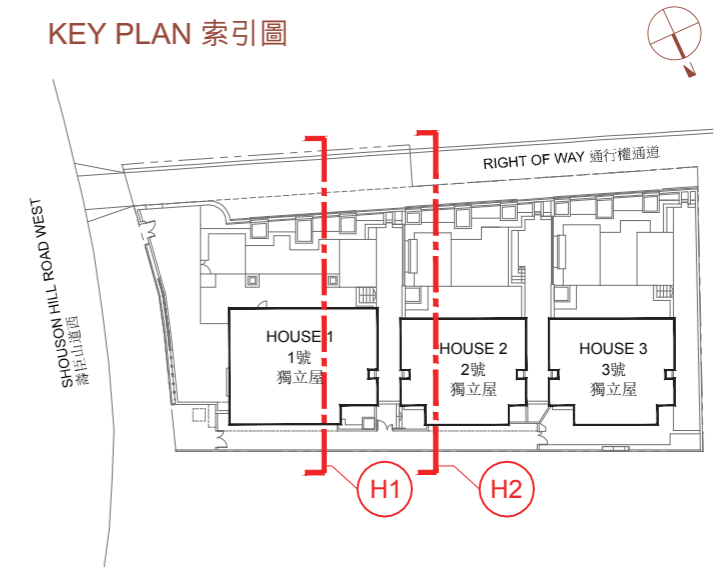 KEY PLAN 索引圖
RIGHT OF WAY 通行權通道
SHOUSON HILL ROAD WEST
壽臣山道西
HOUSE 1
1號
獨立屋
HOUSE 2
2號
獨立屋
HOUSE 3
3號
獨立屋
H1
H2